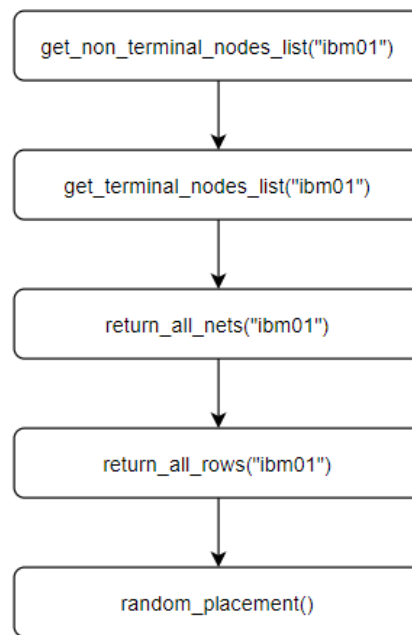 get_non_terminal_nodes_list("ibm01")
get_terminal_nodes_list("ibm01")
return_all_nets("ibm01")
return_all_rows("ibm01")
random_placement()